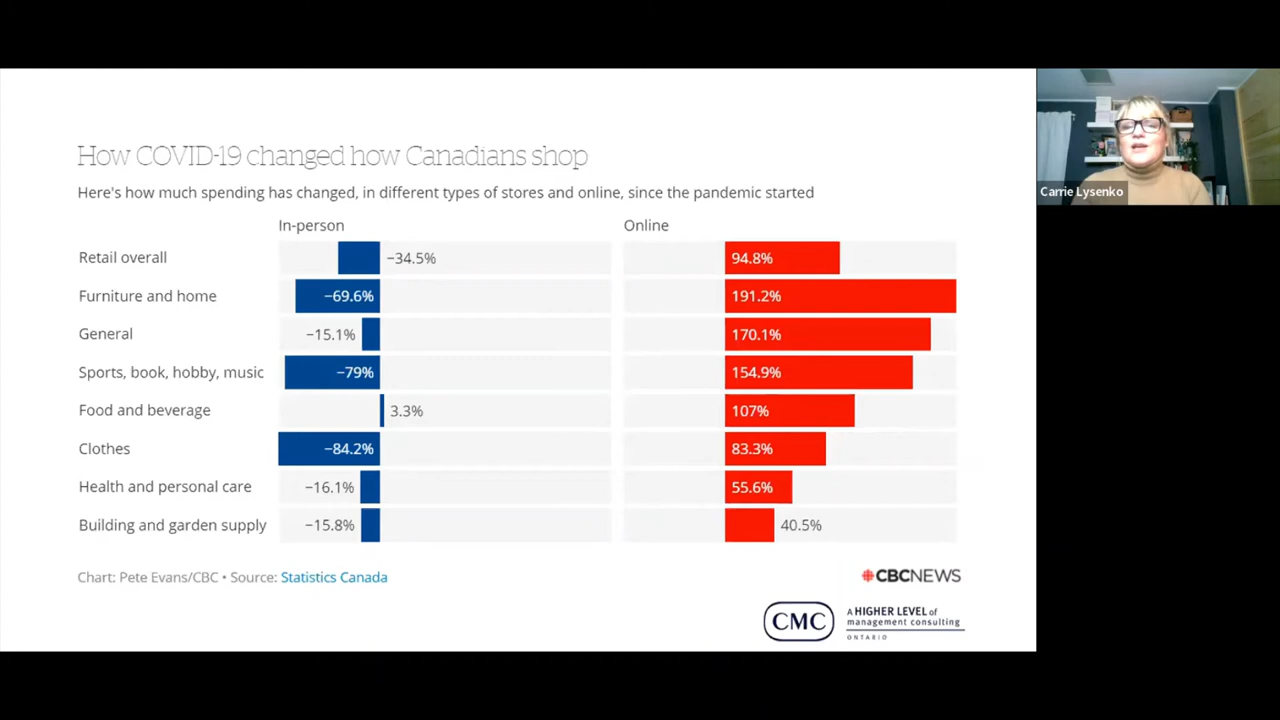 How COVID-19 changed how Canadians shop
Here's how much spending has changed, in different types of stores and online, since the pandemic started
In-person Online
Retail overall −34.5% 94.8%
Furniture and home −69.6% 191.2%
General −15.1% 170.1%
Sports, book, hobby, music −79% 154.9%
Food and beverage 3.3% 107%
Clothes −84.2% 83.3%
Health and personal care −16.1% 55.6%
Building and garden supply −15.8% 40.5%
Chart: Pete Evans/CBC • Source: Statistics Canada
CBCNEWS
CMC
A HIGHER LEVEL of
management consulting
ONTARIO
Carrie Lysenko